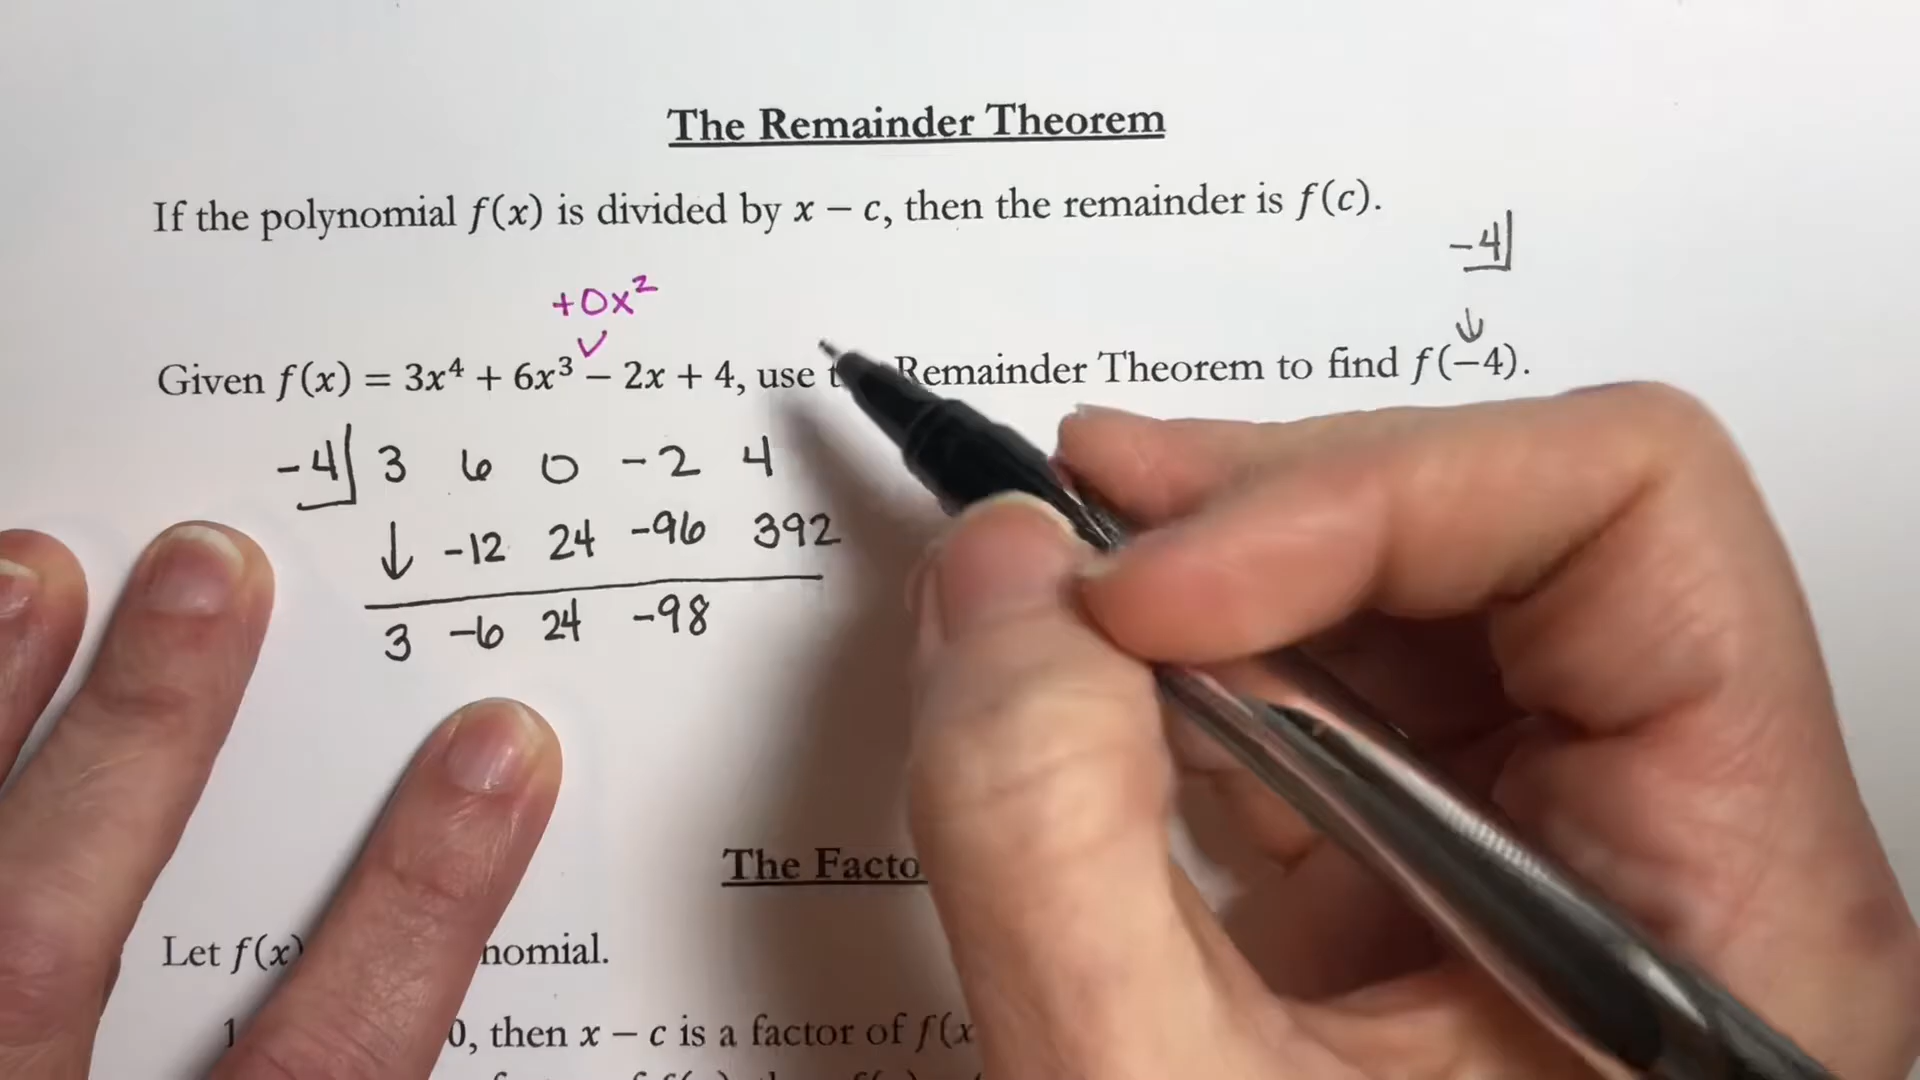 The Remainder Theorem
If the polynomial f(x) is divided by x − c, then the remainder is f(c).
-4
+0x²
Given f(x) = 3x⁴ + 6x³ − 2x + 4, use Remainder Theorem to find f(−4).
-4 3 6 0 -2 4
↓ -12 24 -96 392
3 -6 24 -98
The
Let f(x)
0, then x − c is a factor of f(x